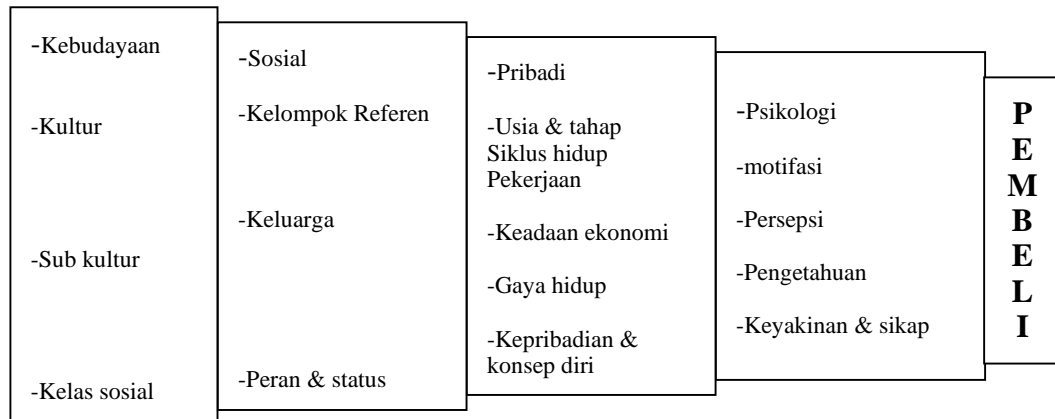 -Kebudayaan
-Kultur
-Sub kultur
-Kelas sosial
-Sosial
-Kelompok Referen
-Keluarga
-Peran & status
-Pribadi
-Usia & tahap
Siklus hidup
Pekerjaan
-Keadaan ekonomi
-Gaya hidup
-Kepribadian &
konsep diri
-Psikologi
-motifasi
-Persepsi
-Pengetahuan
-Keyakinan & sikap
P
E
M
B
E
L
I